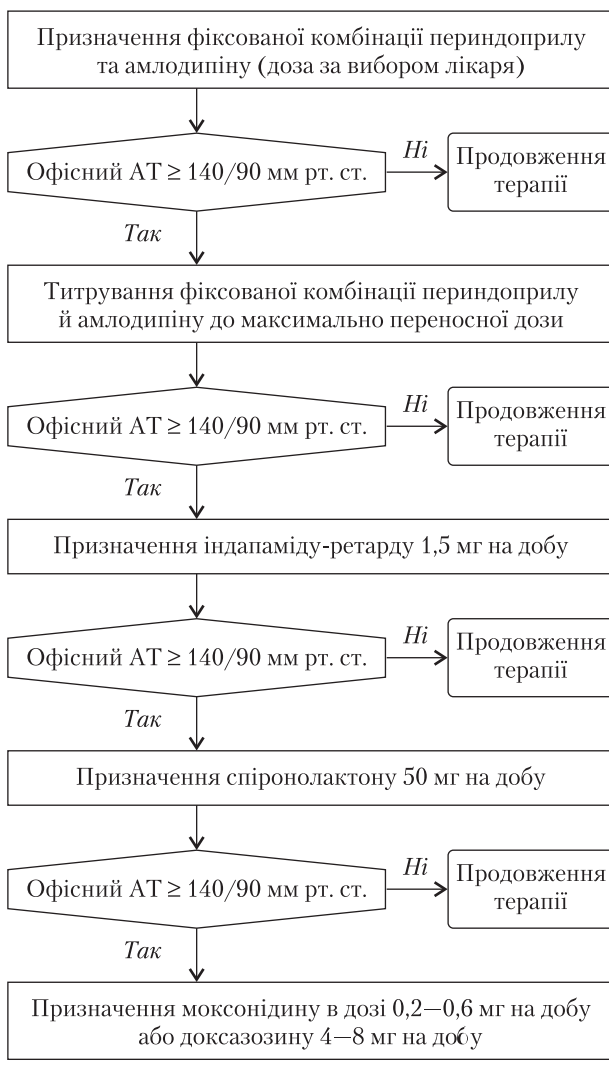 Призначення фіксованої комбінації периндоприлу
та амлодипіну (доза за вибором лікаря)
Офісний АТ ≥ 140/90 мм рт. ст.
Ні
Продовження
терапії
Так
Титрування фіксованої комбінації периндоприлу
й амлодипіну до максимально переносної дози
Офісний АТ ≥ 140/90 мм рт. ст.
Ні
Продовження
терапії
Так
Призначення індапаміду-ретарду 1,5 мг на добу
Офісний АТ ≥ 140/90 мм рт. ст.
Ні
Продовження
терапії
Так
Призначення спіронолактону 50 мг на добу
Офісний АТ ≥ 140/90 мм рт. ст.
Ні
Продовження
терапії
Так
Призначення моксонідину в дозі 0,2—0,6 мг на добу
або доксазозину 4—8 мг на добу